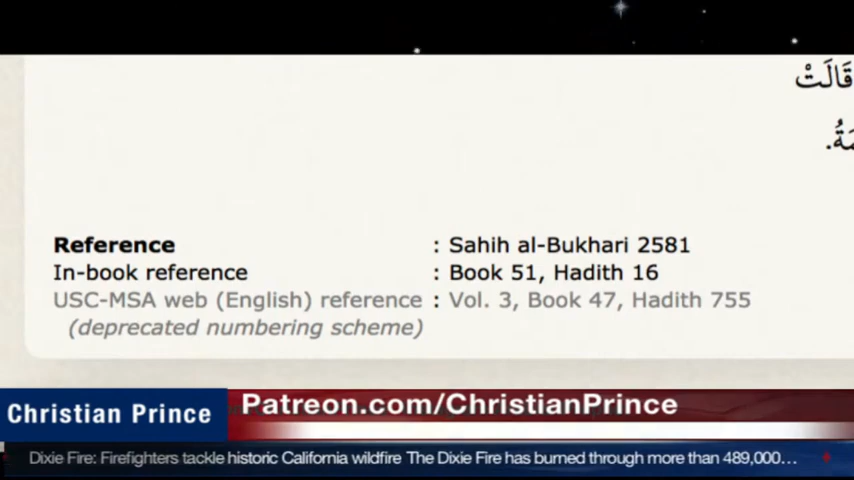 قَالَتْ
Reference : Sahih al-Bukhari 2581
In-book reference : Book 51, Hadith 16
USC-MSA web (English) reference : Vol. 3, Book 47, Hadith 755
(deprecated numbering scheme)
Christian Prince
Patreon.com/ChristianPrince
Dixie Fire: Firefighters tackle historic California wildfire The Dixie Fire has burned through more than 489,000...